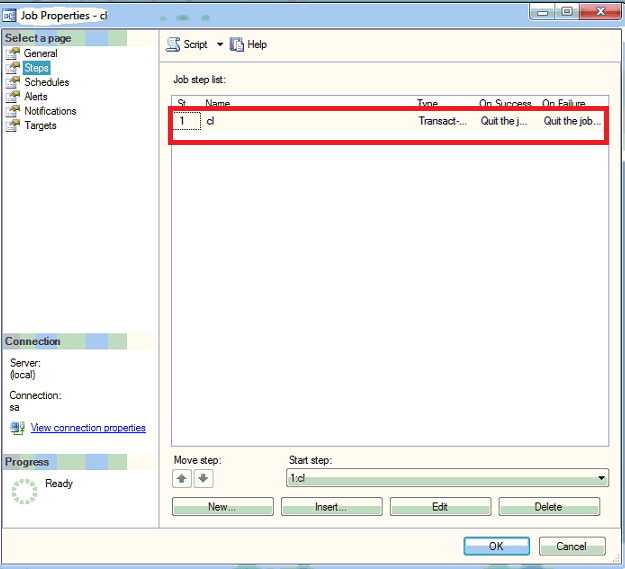 Job Properties - cl
Select a page
General
Steps
Schedules
Alerts
Notifications
Targets
Script Help
Job step list:
St... Name Type On Success On Failure
1 cl Transact-... Quit the j... Quit the job...
Connection
Server:
(local)
Connection:
sa
View connection properties
Progress
Ready
Move step: Start step:
1:cl
New... Insert... Edit Delete
OK Cancel